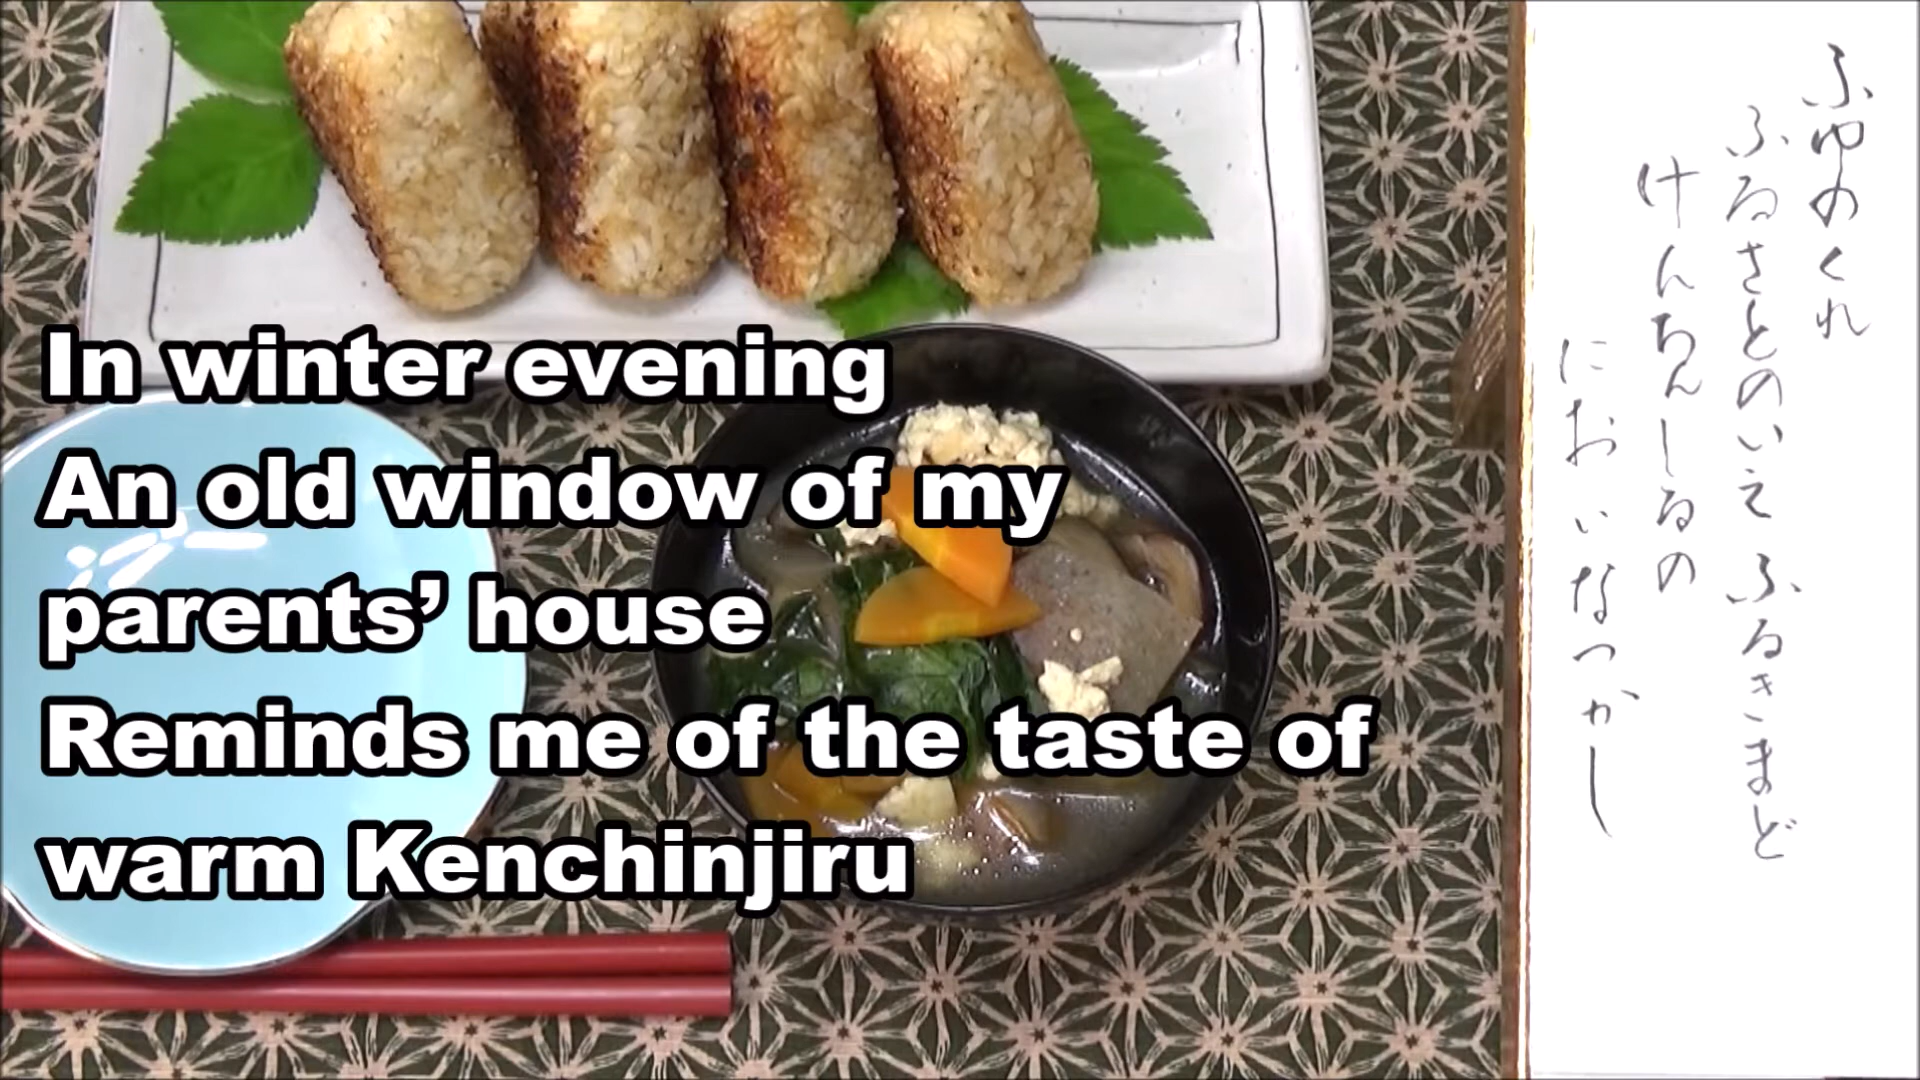 In winter evening
An old window of my
parents’ house
Reminds me of the taste of
warm Kenchinjiru
ふゆのくれ
ふるさとのいえ ふるきまど
けんちんしるの
においなつかし